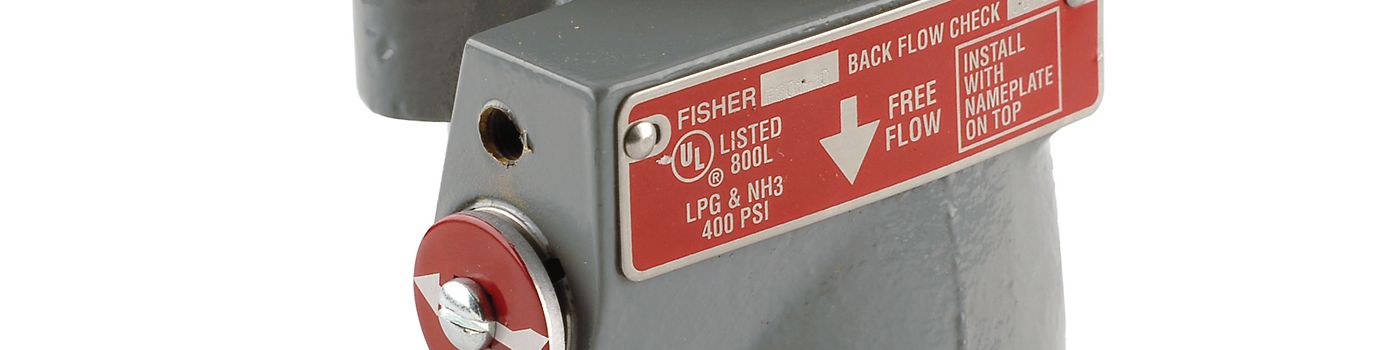 FISHER
BACK FLOW CHECK
UL® LISTED
800L
LPG & NH3
400 PSI
FREE
FLOW
INSTALL
WITH
NAMEPLATE
ON TOP